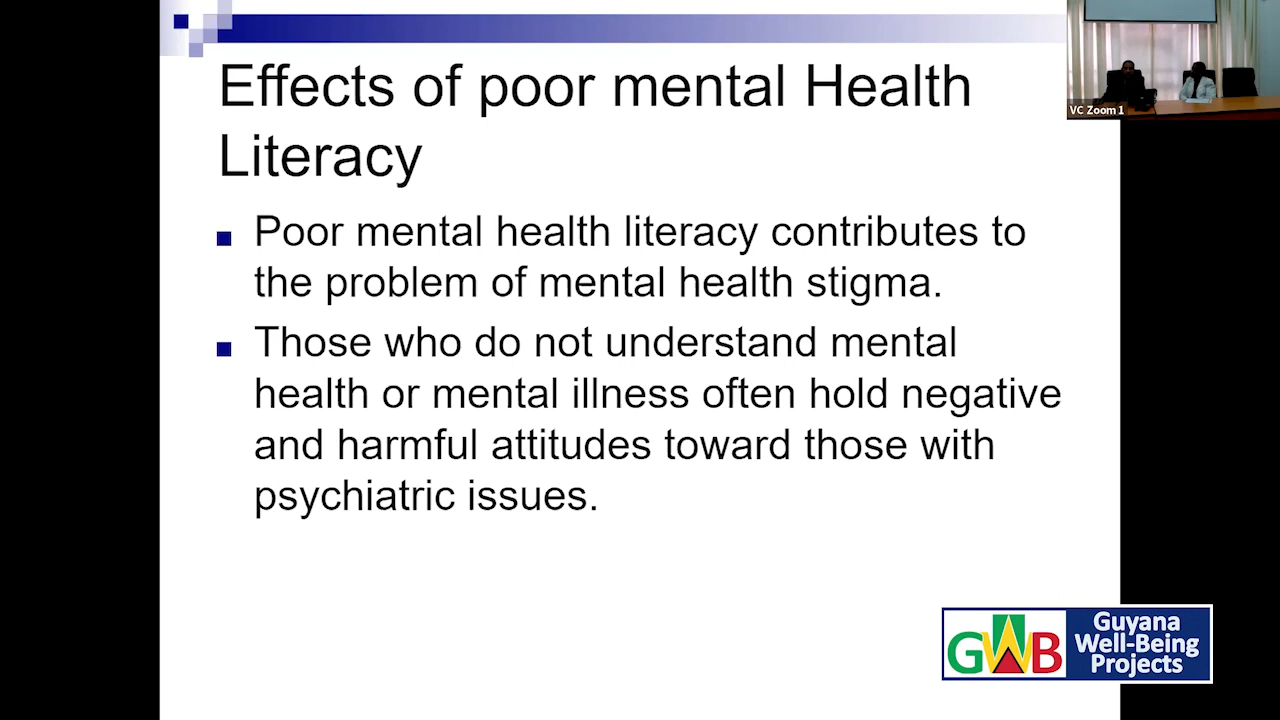 Effects of poor mental Health
Literacy
Poor mental health literacy contributes to
the problem of mental health stigma.
Those who do not understand mental
health or mental illness often hold negative
and harmful attitudes toward those with
psychiatric issues.
VC Zoom 1
GWB
Guyana
Well-Being
Projects